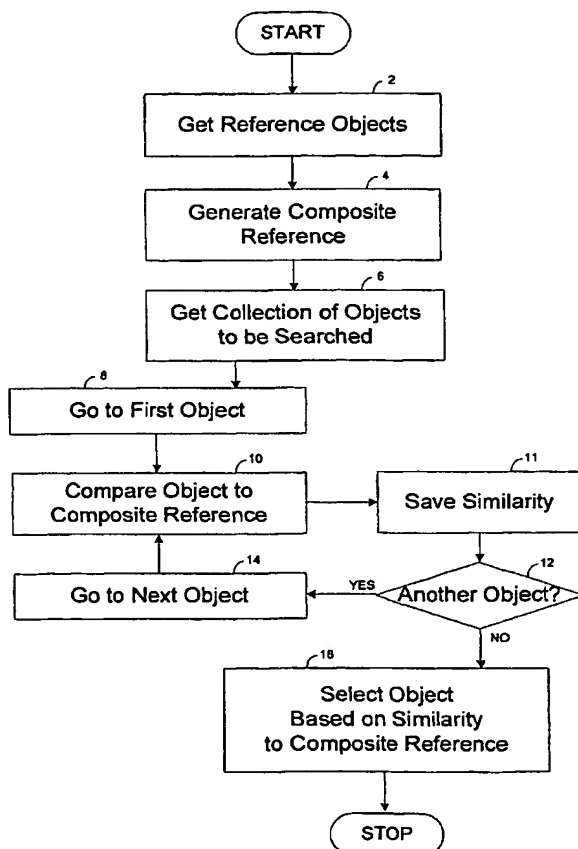 START
2
Get Reference Objects
4
Generate Composite
Reference
6
Get Collection of Objects
to be Searched
8
Go to First Object
10
Compare Object to
Composite Reference
11
Save Similarity
14
Go to Next Object
YES
12
Another Object?
NO
16
Select Object
Based on Similarity
to Composite Reference
STOP